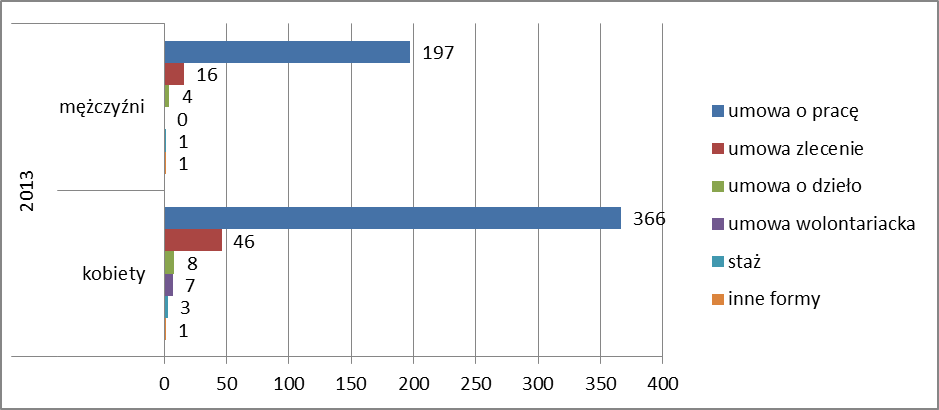 2013
mężczyźni
197
16
4
0
1
1
kobiety
366
46
8
7
3
1
0 50 100 150 200 250 300 350 400
umowa o pracę
umowa zlecenie
umowa o dzieło
umowa wolontariacka
staż
inne formy